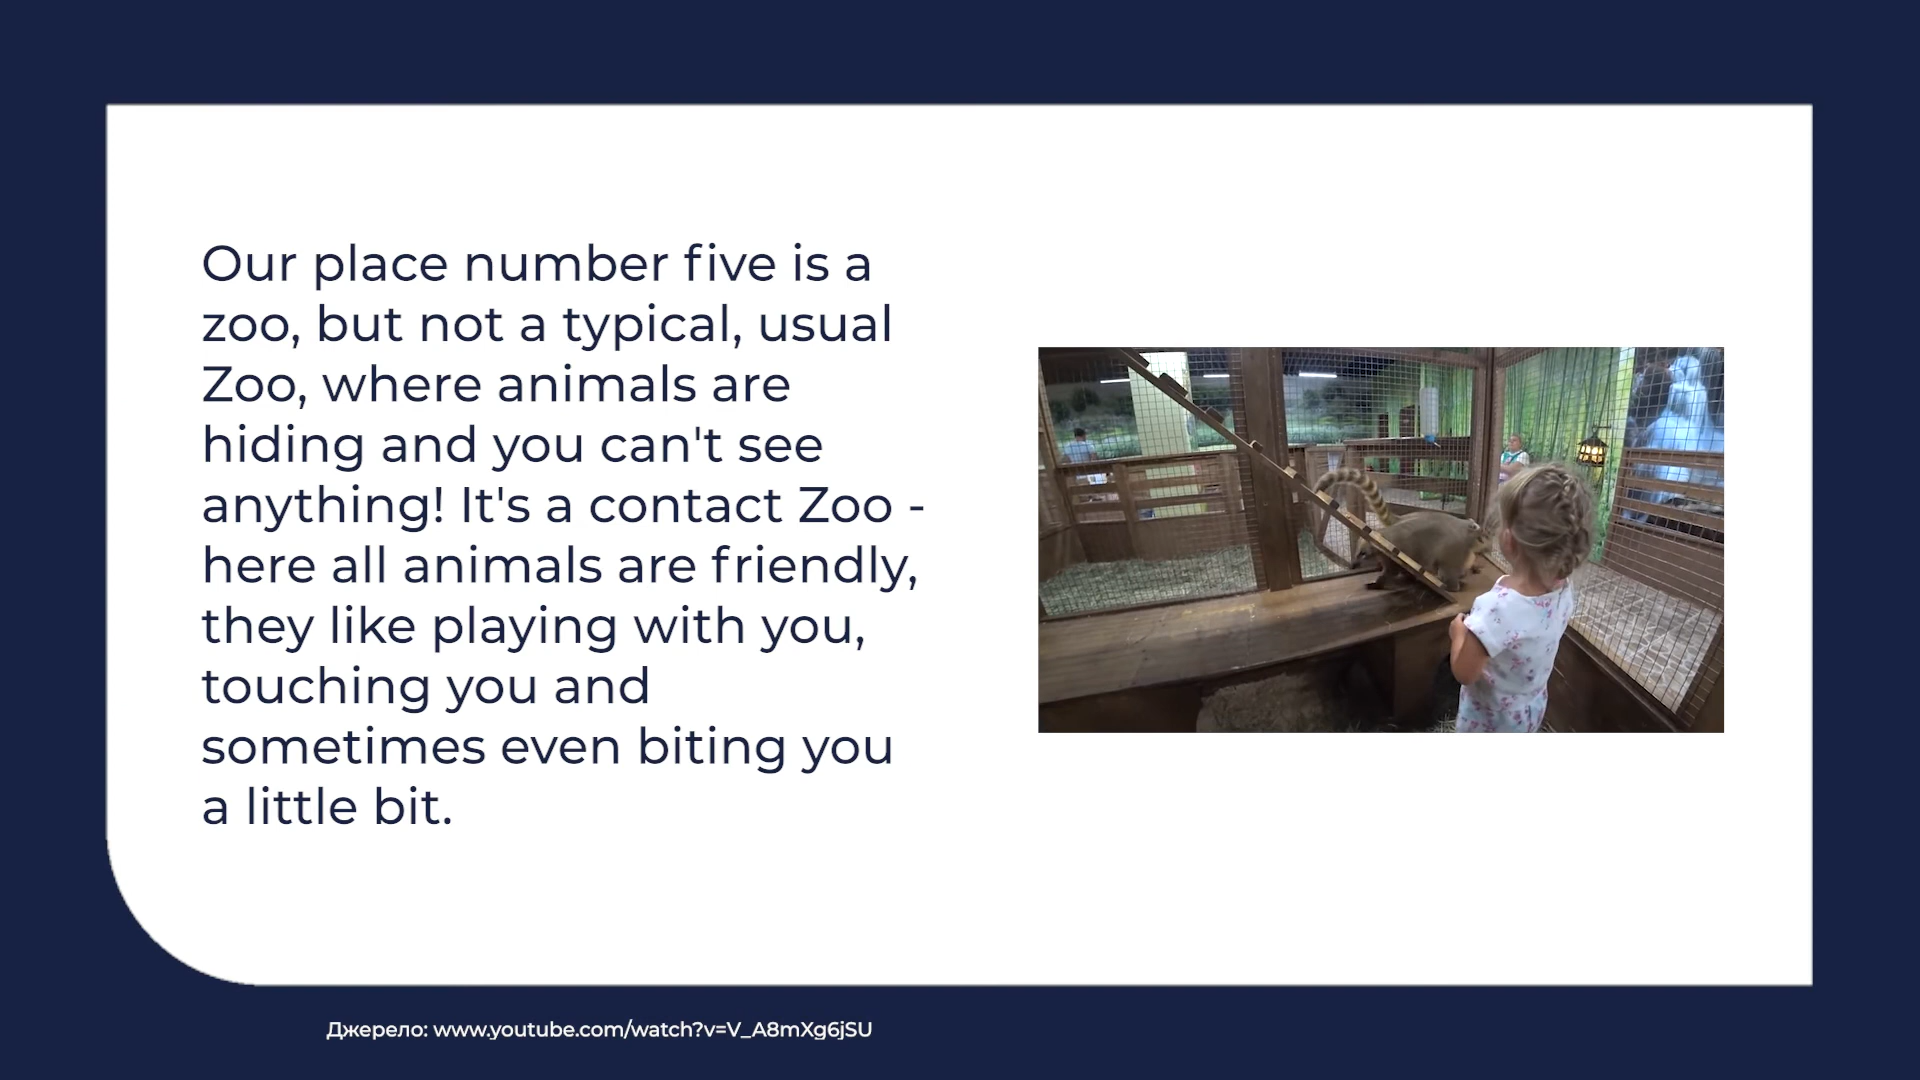 Our place number five is a
zoo, but not a typical, usual
Zoo, where animals are
hiding and you can't see
anything! It's a contact Zoo -
here all animals are friendly,
they like playing with you,
touching you and
sometimes even biting you
a little bit.
Джерело: www.youtube.com/watch?v=V_A8mXg6jSU